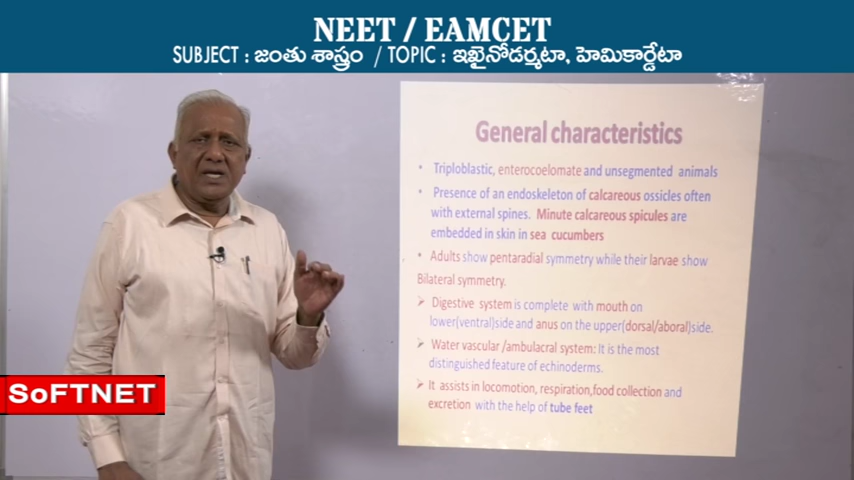 NEET / EAMCET
SUBJECT : జంతు శాస్త్రం / TOPIC : ఇఖైనోడర్మటా, హెమికార్డేటా
General characteristics
• Triploblastic, enterocoelomate and unsegmented animals
• Presence of an endoskeleton of calcareous ossicles often
with external spines. Minute calcareous spicules are
embedded in skin in sea cucumbers
• Adults show pentaradial symmetry while their larvae show
Bilateral symmetry.
➢ Digestive system is complete with mouth on
lower(ventral)side and anus on the upper(dorsal/aboral)side.
➢ Water vascular /ambulacral system: It is the most
distinguished feature of echinoderms.
➢ It assists in locomotion, respiration,food collection and
excretion with the help of tube feet
SoFTNET